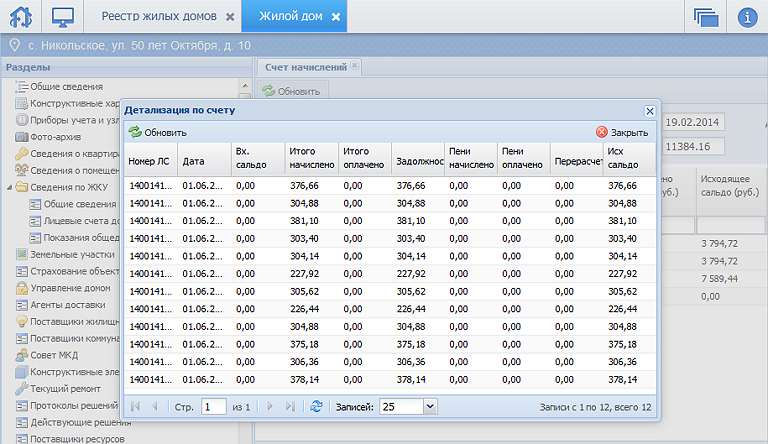 Реестр жилых домов
Жилой дом
с. Никольское, ул. 50 лет Октября, д. 10
Разделы
Счет начислений
Общие сведения
Обновить
Конструктивные хар
Приборы учета и узл
Фото-архив
Сведения о квартира
Сведения о помещен
Сведения по ЖКУ
Общие сведения
Лицевые счета до
Показания общед
Земельные участки
Страхование объект
Управление домом
Агенты доставки
Поставщики жилищн
Поставщики коммуна
Совет МКД
Конструктивные эле
Текущий ремонт
Протоколы решений
Действующие решения
Поставщики ресурсов
19.02.2014
11384.16
ено Исходящее
(руб.) сальдо (руб.)
3 794,72
3 794,72
7 589,44
0,00
Детализация по счету
Обновить Закрыть
Номер ЛС Дата Вх. сальдо Итого начислено Итого оплачено Задолжнос Пени начислено Пени оплачено Перерасчет Исх сальдо
1400141... 01.06.2... 0,00 376,66 0,00 376,66 0,00 0,00 0,00 376,66
1400141... 01.06.2... 0,00 304,88 0,00 304,88 0,00 0,00 0,00 304,88
1400141... 01.06.2... 0,00 381,10 0,00 381,10 0,00 0,00 0,00 381,10
1400141... 01.06.2... 0,00 303,40 0,00 303,40 0,00 0,00 0,00 303,40
1400141... 01.06.2... 0,00 304,14 0,00 304,14 0,00 0,00 0,00 304,14
1400141... 01.06.2... 0,00 227,92 0,00 227,92 0,00 0,00 0,00 227,92
1400141... 01.06.2... 0,00 305,62 0,00 305,62 0,00 0,00 0,00 305,62
1400141... 01.06.2... 0,00 226,44 0,00 226,44 0,00 0,00 0,00 226,44
1400141... 01.06.2... 0,00 304,88 0,00 304,88 0,00 0,00 0,00 304,88
1400141... 01.06.2... 0,00 375,18 0,00 375,18 0,00 0,00 0,00 375,18
1400141... 01.06.2... 0,00 306,36 0,00 306,36 0,00 0,00 0,00 306,36
1400141... 01.06.2... 0,00 378,14 0,00 378,14 0,00 0,00 0,00 378,14
Стр. 1 из 1 Записей: 25 Записи с 1 по 12, всего 12